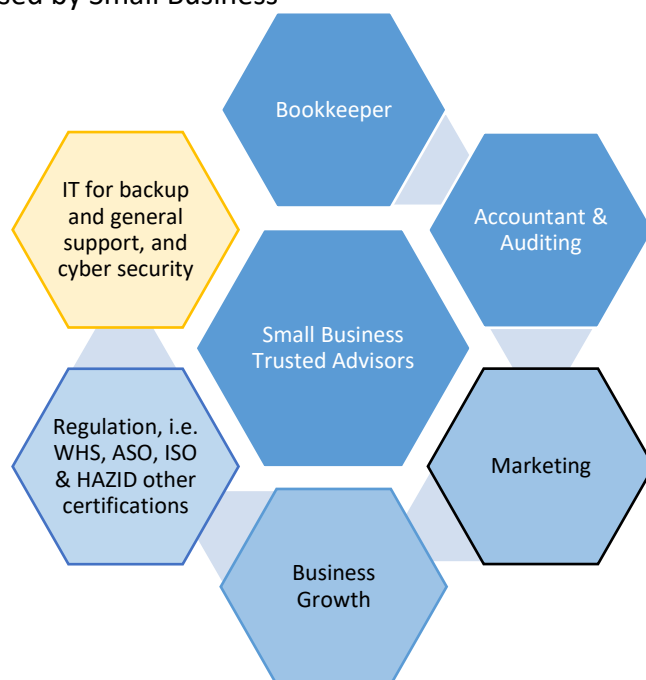 by Small Business
Bookkeeper
IT for backup
and general
support, and
cyber security
Accountant &
Auditing
Small Business
Trusted Advisors
Regulation, i.e.
WHS, ASO, ISO
& HAZID other
certifications
Marketing
Business
Growth